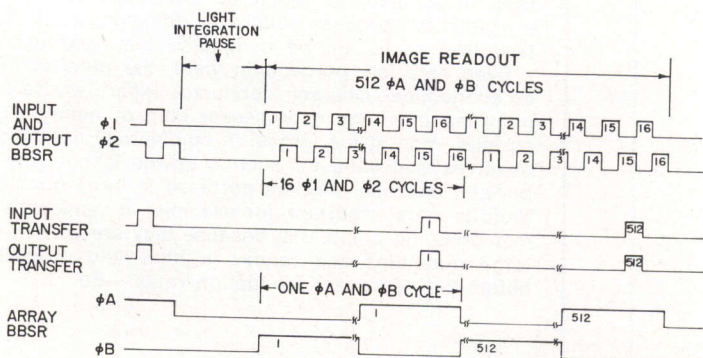 LIGHT
INTEGRATION
PAUSE
IMAGE READOUT
512 φA AND φB CYCLES
INPUT AND OUTPUT BBSR
φ1
1 2 3 14 15 16 1 2 3 14 15 16
φ2
1 2 3 14 15 16 1 2 3 14 15 16
16 φ1 AND φ2 CYCLES
INPUT TRANSFER
1 512
OUTPUT TRANSFER
1 512
ONE φA AND φB CYCLE
ARRAY BBSR
φA
1 512
φB
1 512